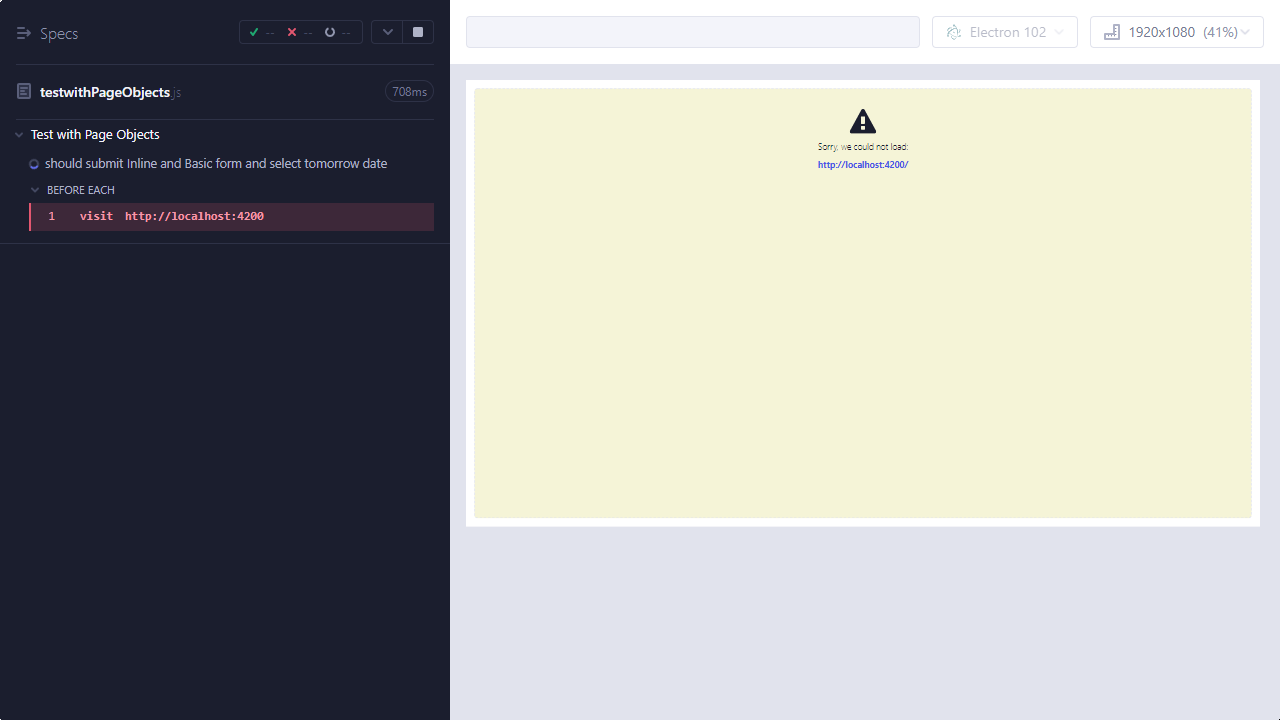 Specs
-- -- --
testwithPageObjects.js
708ms
Test with Page Objects
should submit Inline and Basic form and select tomorrow date
BEFORE EACH
1 visit http://localhost:4200
Electron 102
1920x1080 (41%)
Sorry, we could not load:
http://localhost:4200/